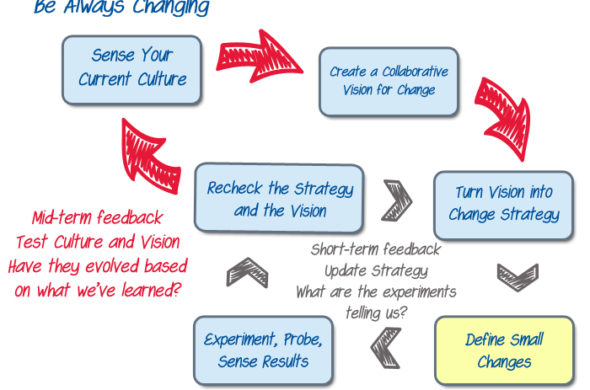 Be Always Changing
Sense Your
Current Culture
Create a Collaborative
Vision for Change
Recheck the Strategy
and the Vision
Turn Vision into
Change Strategy
Mid-term feedback
Test Culture and Vision
Have they evolved based
on what we've learned?
Short-term feedback
Update Strategy
What are the experiments
telling us?
Experiment, Probe,
Sense Results
Define Small
Changes